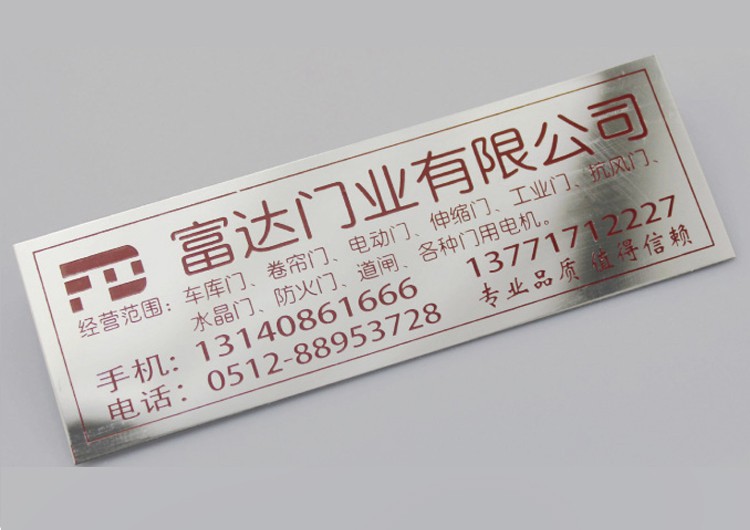 富达门业有限公司
FD
经营范围：车库门、卷帘门、电动门、伸缩门、工业门、抗风门、
水晶门、防火门、道闸、各种门用电机。
手机：13140861666 13771712227
电话：0512-88953728 专业品质 值得信赖